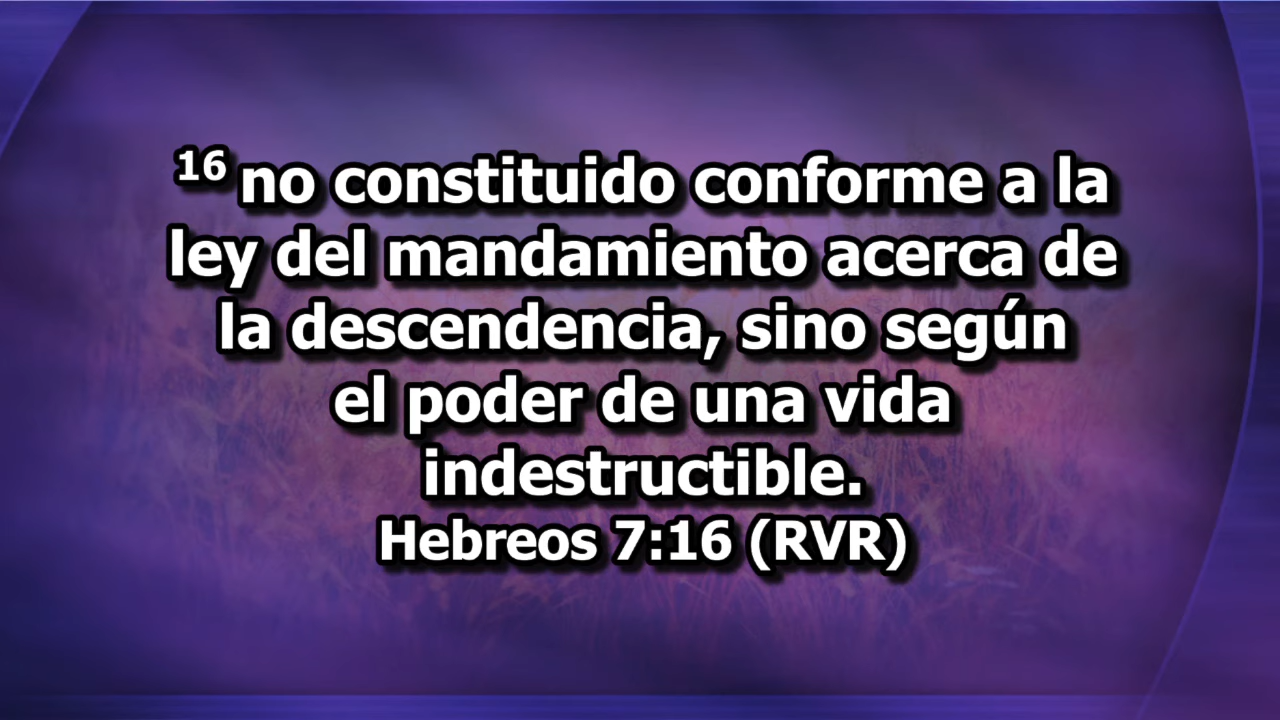 16 no constituido conforme a la
ley del mandamiento acerca de
la descendencia, sino según
el poder de una vida
indestructible.
Hebreos 7:16 (RVR)